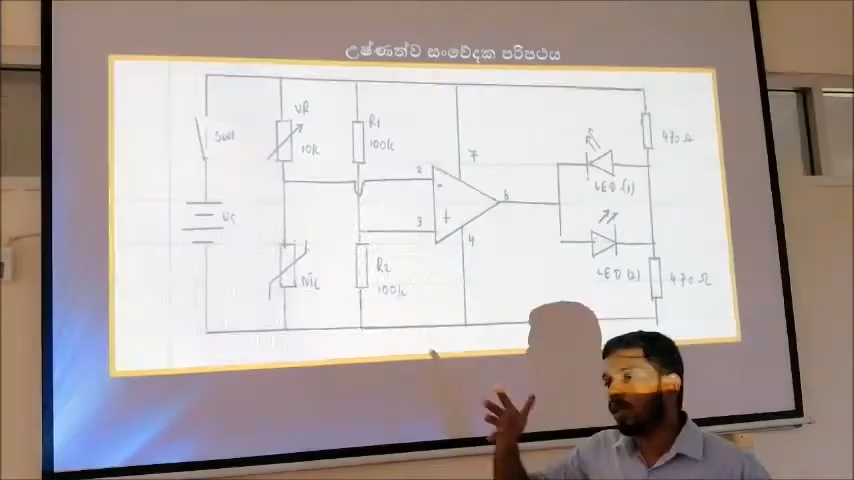 උෂ්ණත්ව සංවේදක පරිපථය
SW1
VR
10k
R1
100k
2
7
3
4
6
R2
100k
LED (1)
LED (2)
470 Ω
470 Ω